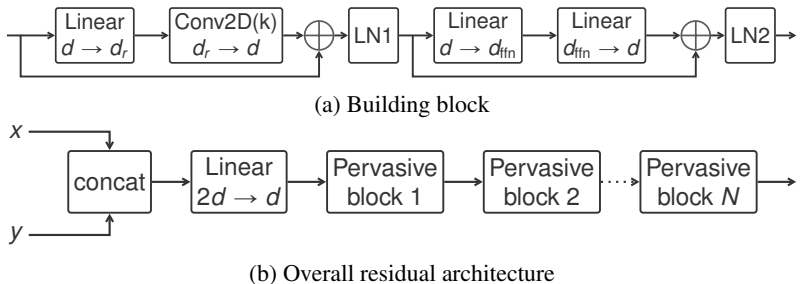 Linear
d → dr
Conv2D(k)
dr → d
LN1
Linear
d → dffn
Linear
dffn → d
LN2
(a) Building block
x
y
concat
Linear
2d → d
Pervasive
block 1
Pervasive
block 2
Pervasive
block N
(b) Overall residual architecture